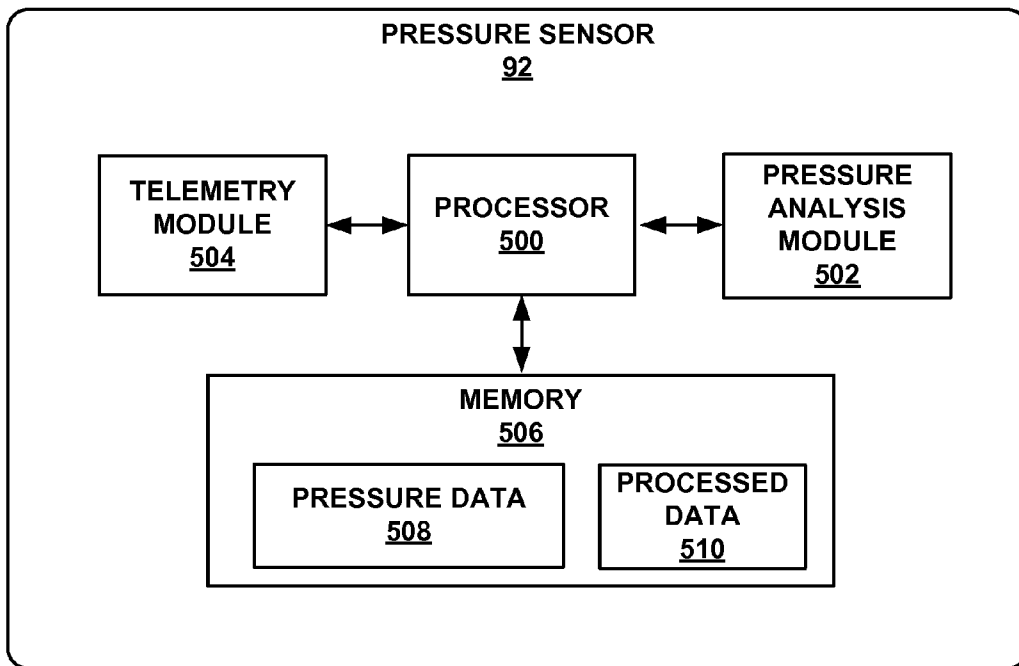 PRESSURE SENSOR
92
TELEMETRY
MODULE
504
PROCESSOR
500
PRESSURE
ANALYSIS
MODULE
502
MEMORY
506
PRESSURE DATA
508
PROCESSED
DATA
510